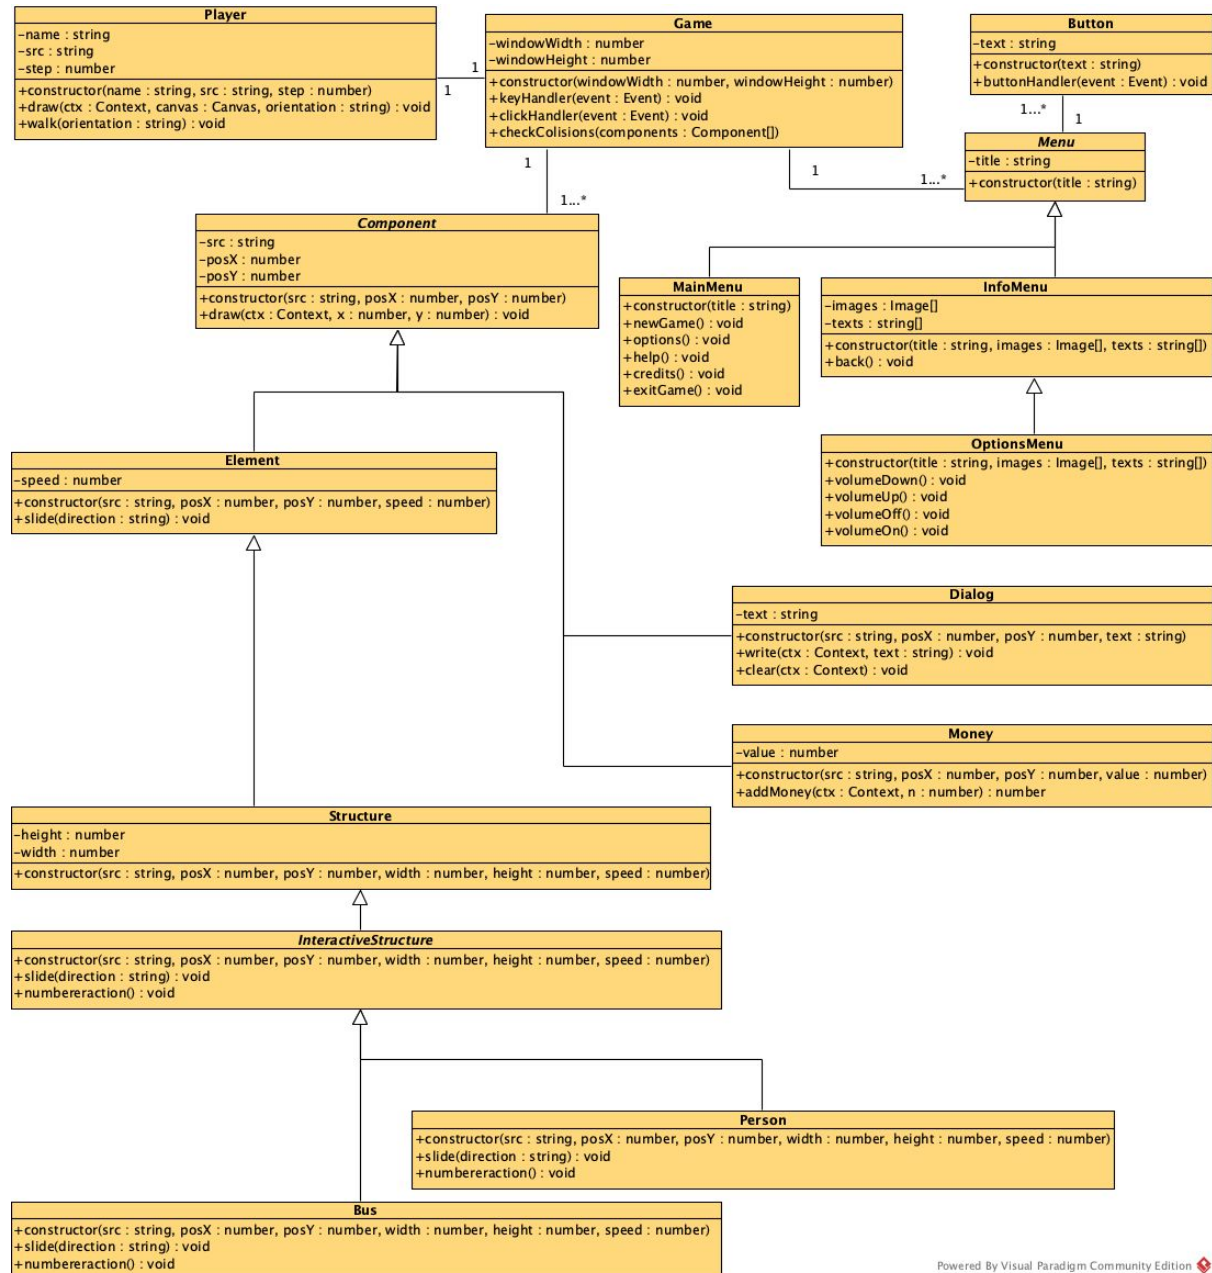 Player
-name : string
-src : string
-step : number
+constructor(name : string, src : string, step : number)
+draw(ctx : Context, canvas : Canvas, orientation : string) : void
+walk(orientation : string) : void
1
1
Game
-windowWidth : number
-windowHeight : number
+constructor(windowWidth : number, windowHeight : number)
+keyHandler(event : Event) : void
+clickHandler(event : Event) : void
+checkColisions(components : Component[])
Button
-text : string
+constructor(text : string)
+buttonHandler(event : Event) : void
1...*
1
Menu
-title : string
+constructor(title : string)
1
1...*
1
1...*
Component
-src : string
-posX : number
-posY : number
+constructor(src : string, posX : number, posY : number)
+draw(ctx : Context, x : number, y : number) : void
MainMenu
+constructor(title : string)
+newGame() : void
+options() : void
+help() : void
+credits() : void
+exitGame() : void
InfoMenu
-images : Image[]
-texts : string[]
+constructor(title : string, images : Image[], texts : string[])
+back() : void
OptionsMenu
+constructor(title : string, images : Image[], texts : string[])
+volumeDown() : void
+volumeUp() : void
+volumeOff() : void
+volumeOn() : void
Element
-speed : number
+constructor(src : string, posX : number, posY : number, speed : number)
+slide(direction : string) : void
Dialog
-text : string
+constructor(src : string, posX : number, posY : number, text : string)
+write(ctx : Context, text : string) : void
+clear(ctx : Context) : void
Money
-value : number
+constructor(src : string, posX : number, posY : number, value : number)
+addMoney(ctx : Context, n : number) : number
Structure
-height : number
-width : number
+constructor(src : string, posX : number, posY : number, width : number, height : number, speed : number)
InteractiveStructure
+constructor(src : string, posX : number, posY : number, width : number, height : number, speed : number)
+slide(direction : string) : void
+numbereraction() : void
Person
+constructor(src : string, posX : number, posY : number, width : number, height : number, speed : number)
+slide(direction : string) : void
+numbereraction() : void
Bus
+constructor(src : string, posX : number, posY : number, width : number, height : number, speed : number)
+slide(direction : string) : void
+numbereraction() : void
Powered By Visual Paradigm Community Edition